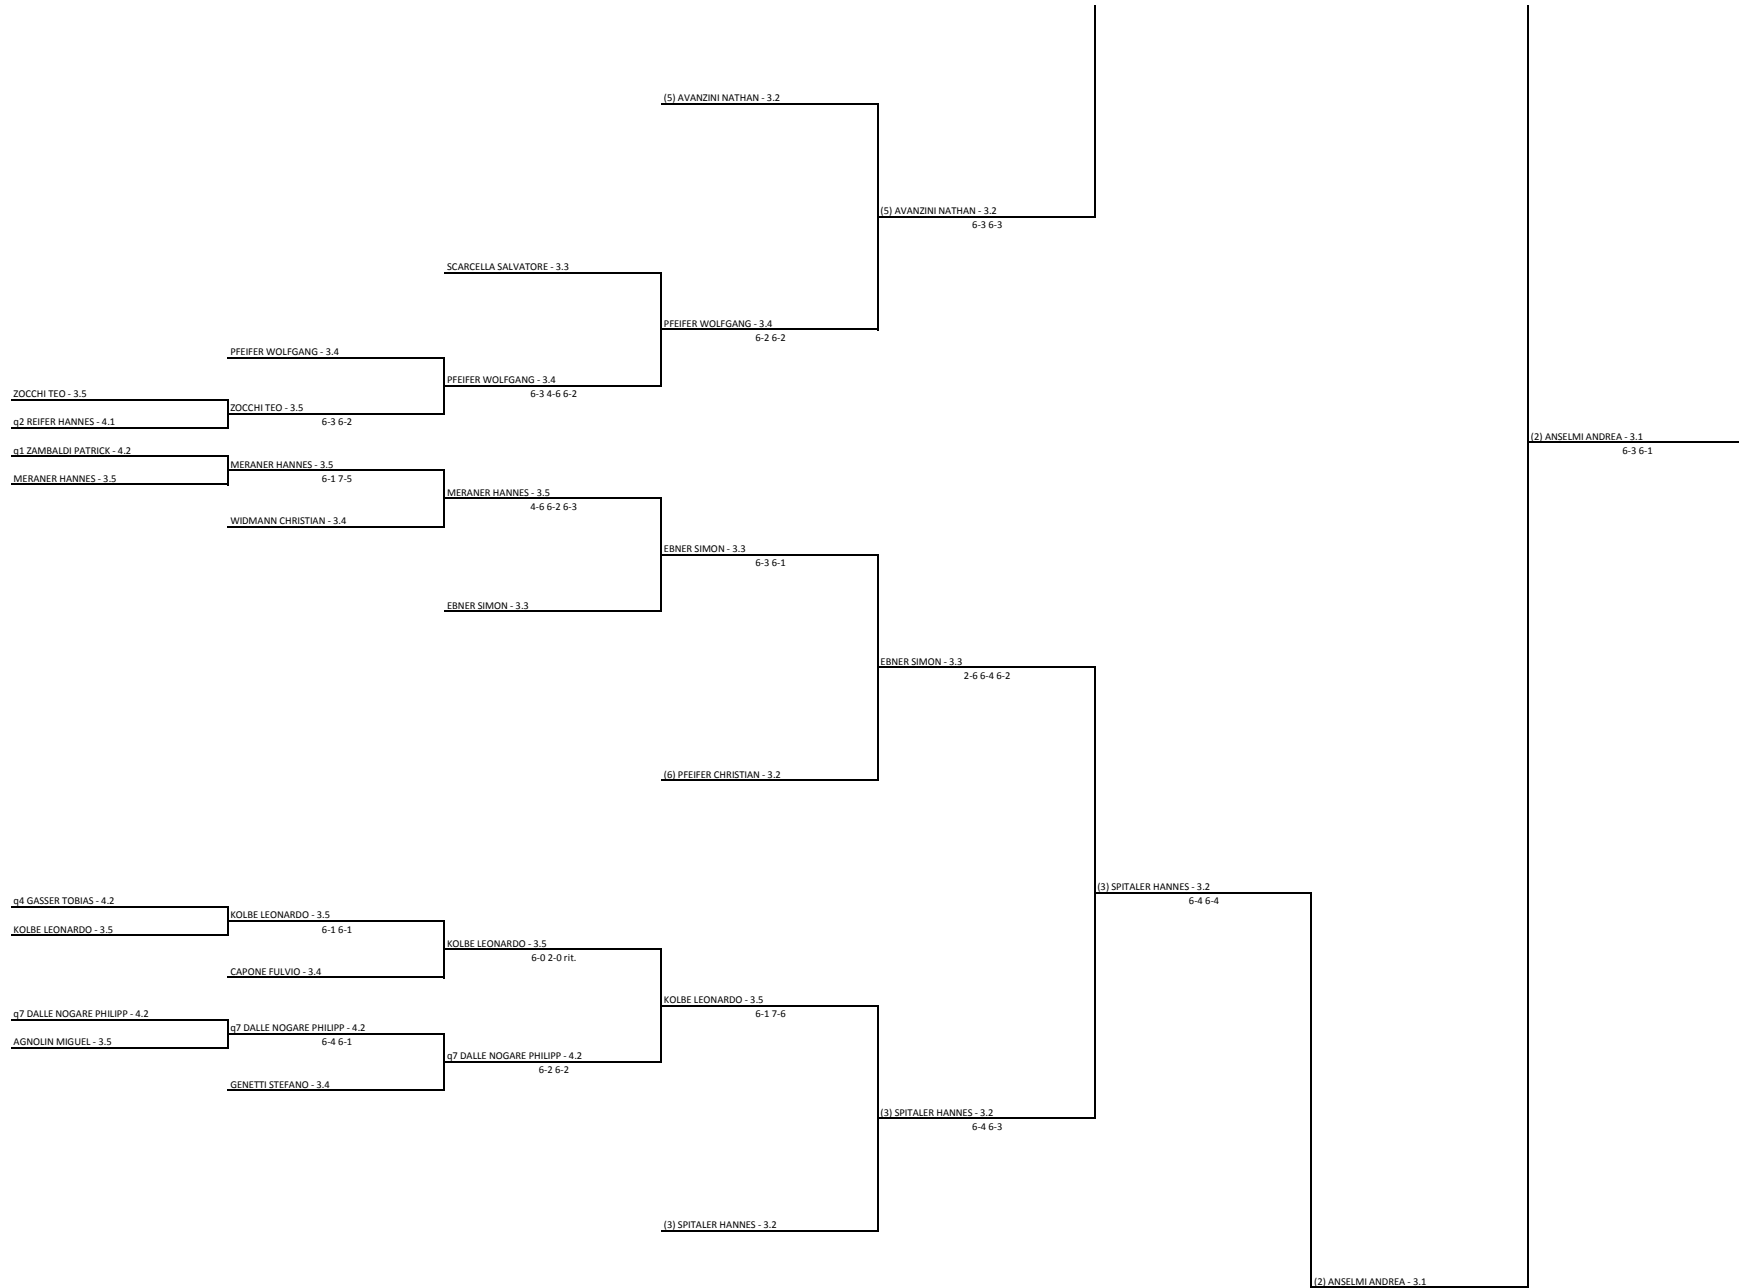 (5) AVANZINI NATHAN - 3.2
(5) AVANZINI NATHAN - 3.2
6-3 6-3
SCARCELLA SALVATORE - 3.3
PFEIFER WOLFGANG - 3.4
6-2 6-2
PFEIFER WOLFGANG - 3.4
PFEIFER WOLFGANG - 3.4
6-3 4-6 6-2
ZOCCHI TEO - 3.5
ZOCCHI TEO - 3.5
6-3 6-2
q2 REIFER HANNES - 4.1
(2) ANSELMI ANDREA - 3.1
6-3 6-1
q1 ZAMBALDI PATRICK - 4.2
MERANER HANNES - 3.5
6-1 7-5
MERANER HANNES - 3.5
MERANER HANNES - 3.5
4-6 6-2 6-3
WIDMANN CHRISTIAN - 3.4
EBNER SIMON - 3.3
6-3 6-1
EBNER SIMON - 3.3
EBNER SIMON - 3.3
2-6 6-4 6-2
(6) PFEIFER CHRISTIAN - 3.2
(3) SPITALER HANNES - 3.2
6-4 6-4
q4 GASSER TOBIAS - 4.2
KOLBE LEONARDO - 3.5
6-1 6-1
KOLBE LEONARDO - 3.5
KOLBE LEONARDO - 3.5
6-0 2-0 rit.
CAPONE FULVIO - 3.4
KOLBE LEONARDO - 3.5
6-1 7-6
q7 DALLE NOGARE PHILIPP - 4.2
q7 DALLE NOGARE PHILIPP - 4.2
6-4 6-1
AGNOLIN MIGUEL - 3.5
q7 DALLE NOGARE PHILIPP - 4.2
6-2 6-2
GENETTI STEFANO - 3.4
(3) SPITALER HANNES - 3.2
6-4 6-3
(3) SPITALER HANNES - 3.2
(2) ANSELMI ANDREA - 3.1